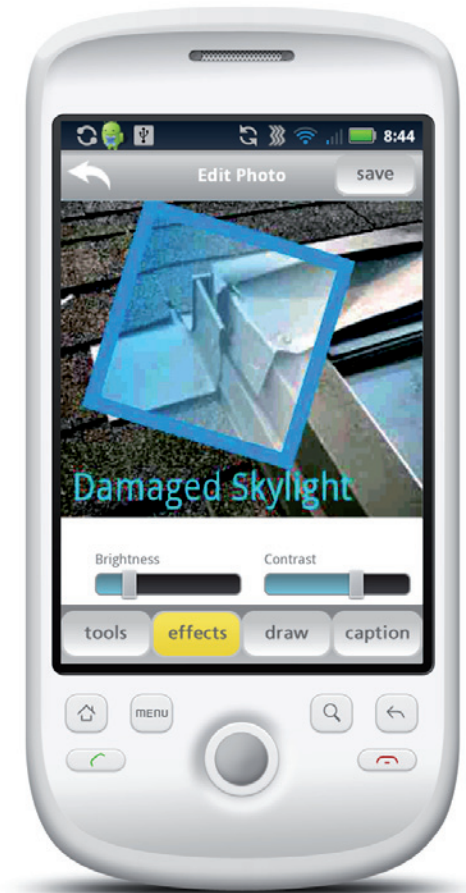 8:44
Edit Photo
save
Damaged Skylight
Brightness
Contrast
tools
effects
draw
caption
MENU